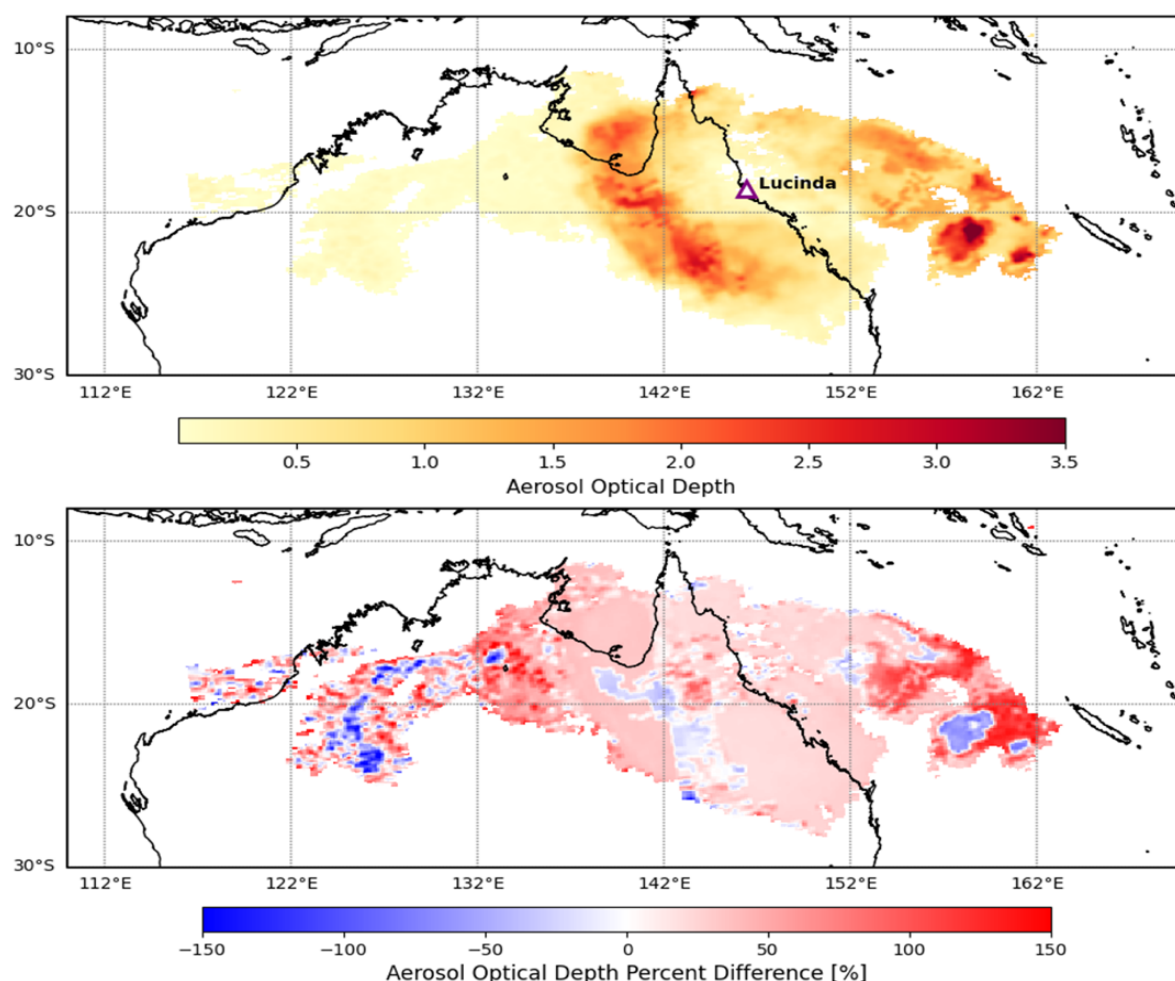 10°S
Lucinda
20°S
30°S
112°E 122°E 132°E 142°E 152°E 162°E
0.5 1.0 1.5 2.0 2.5 3.0 3.5
Aerosol Optical Depth
10°S
20°S
30°S
112°E 122°E 132°E 142°E 152°E 162°E
−150 −100 −50 0 50 100 150
Aerosol Optical Depth Percent Difference [%]